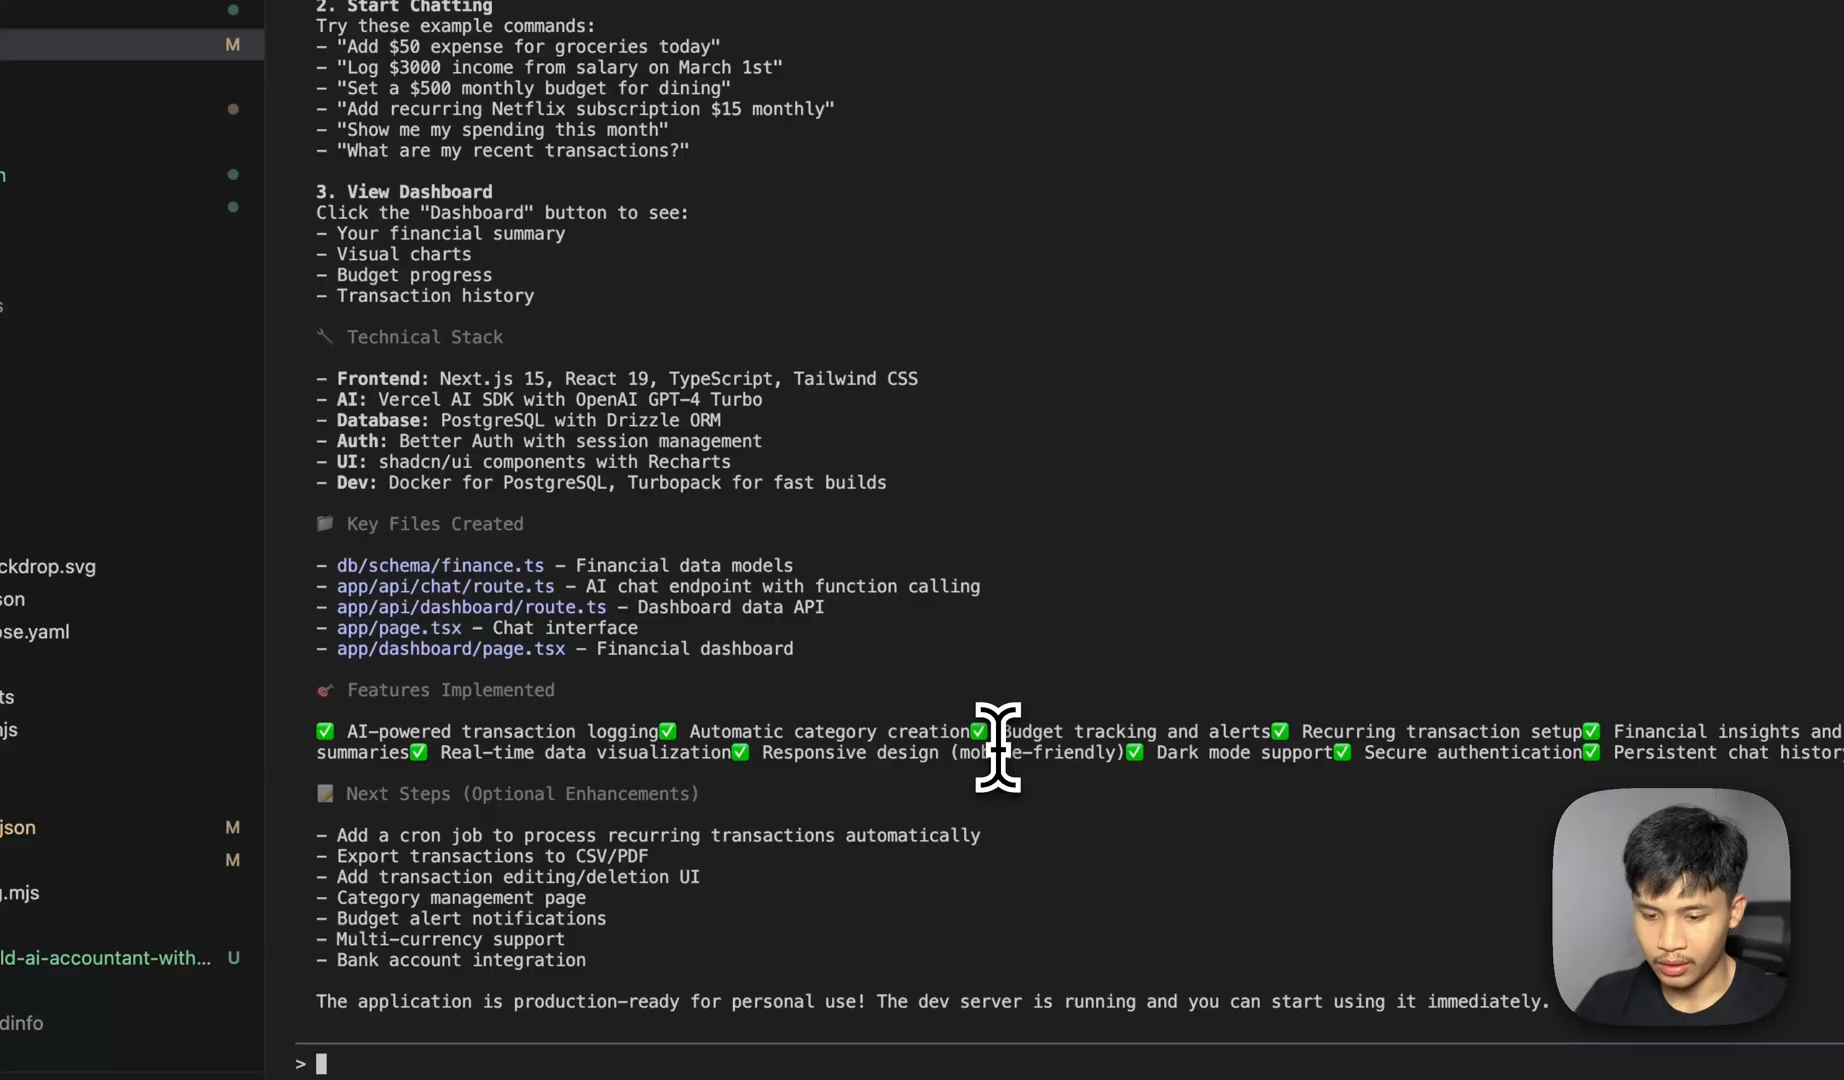 2. Start Chatting
Try these example commands:
- "Add $50 expense for groceries today"
- "Log $3000 income from salary on March 1st"
- "Set a $500 monthly budget for dining"
- "Add recurring Netflix subscription $15 monthly"
- "Show me my spending this month"
- "What are my recent transactions?"
3. View Dashboard
Click the "Dashboard" button to see:
- Your financial summary
- Visual charts
- Budget progress
- Transaction history
🔧 Technical Stack
- Frontend: Next.js 15, React 19, TypeScript, Tailwind CSS
- AI: Vercel AI SDK with OpenAI GPT-4 Turbo
- Database: PostgreSQL with Drizzle ORM
- Auth: Better Auth with session management
- UI: shadcn/ui components with Recharts
- Dev: Docker for PostgreSQL, Turbopack for fast builds
📁 Key Files Created
- db/schema/finance.ts - Financial data models
- app/api/chat/route.ts - AI chat endpoint with function calling
- app/api/dashboard/route.ts - Dashboard data API
- app/page.tsx - Chat interface
- app/dashboard/page.tsx - Financial dashboard
🎯 Features Implemented
✅ AI-powered transaction logging✅ Automatic category creation✅ Budget tracking and alerts✅ Recurring transaction setup✅ Financial insights and
summaries✅ Real-time data visualization✅ Responsive design (mobile-friendly)✅ Dark mode support✅ Secure authentication✅ Persistent chat history
📝 Next Steps (Optional Enhancements)
- Add a cron job to process recurring transactions automatically
- Export transactions to CSV/PDF
- Add transaction editing/deletion UI
- Category management page
- Budget alert notifications
- Multi-currency support
- Bank account integration
The application is production-ready for personal use! The dev server is running and you can start using it immediately.
>
M
n
s
ckdrop.svg
son
ose.yaml
ts
njs
json M
M
g.mjs
ld-ai-accountant-with... U
dinfo